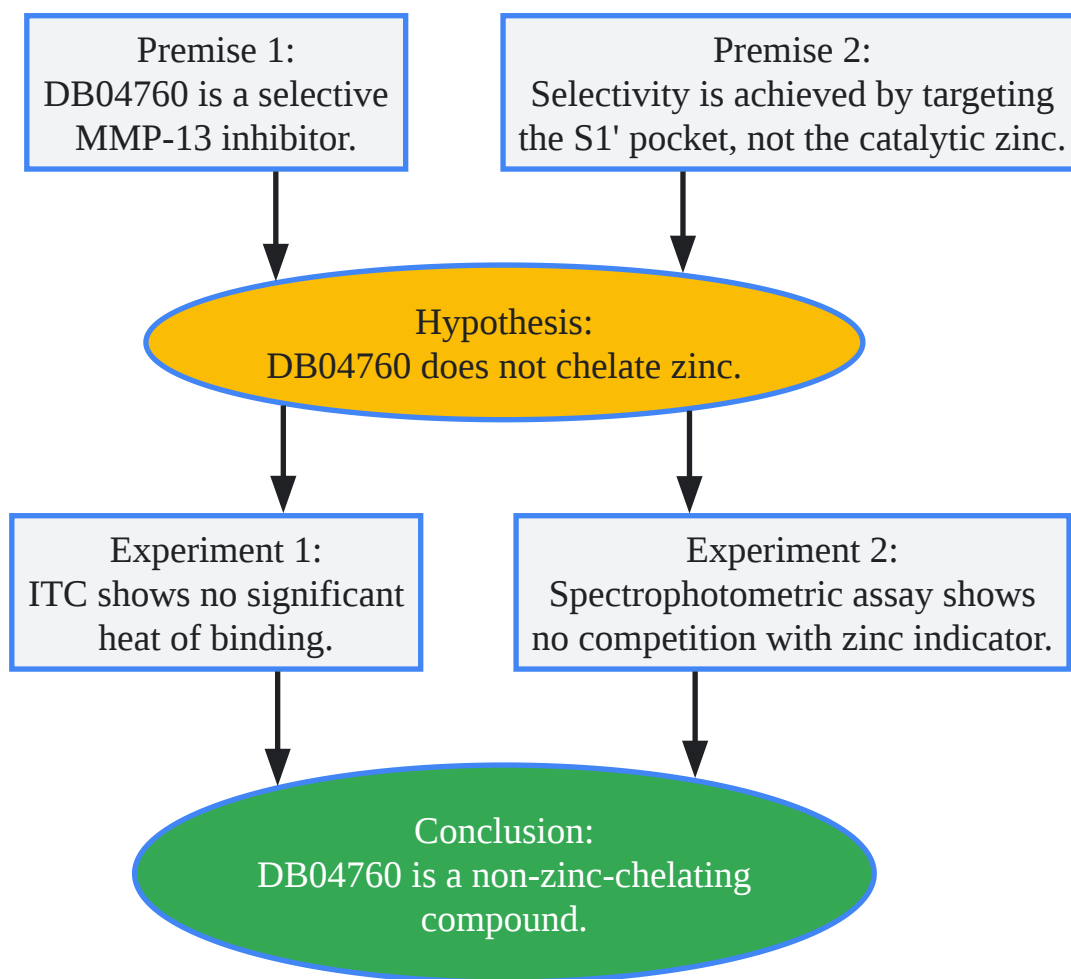 Premise 1:
DB04760 is a selective
MMP-13 inhibitor.
Premise 2:
Selectivity is achieved by targeting
the S1' pocket, not the catalytic zinc.
Hypothesis:
DB04760 does not chelate zinc.
Experiment 1:
ITC shows no significant
heat of binding.
Experiment 2:
Spectrophotometric assay shows
no competition with zinc indicator.
Conclusion:
DB04760 is a non-zinc-chelating
compound.